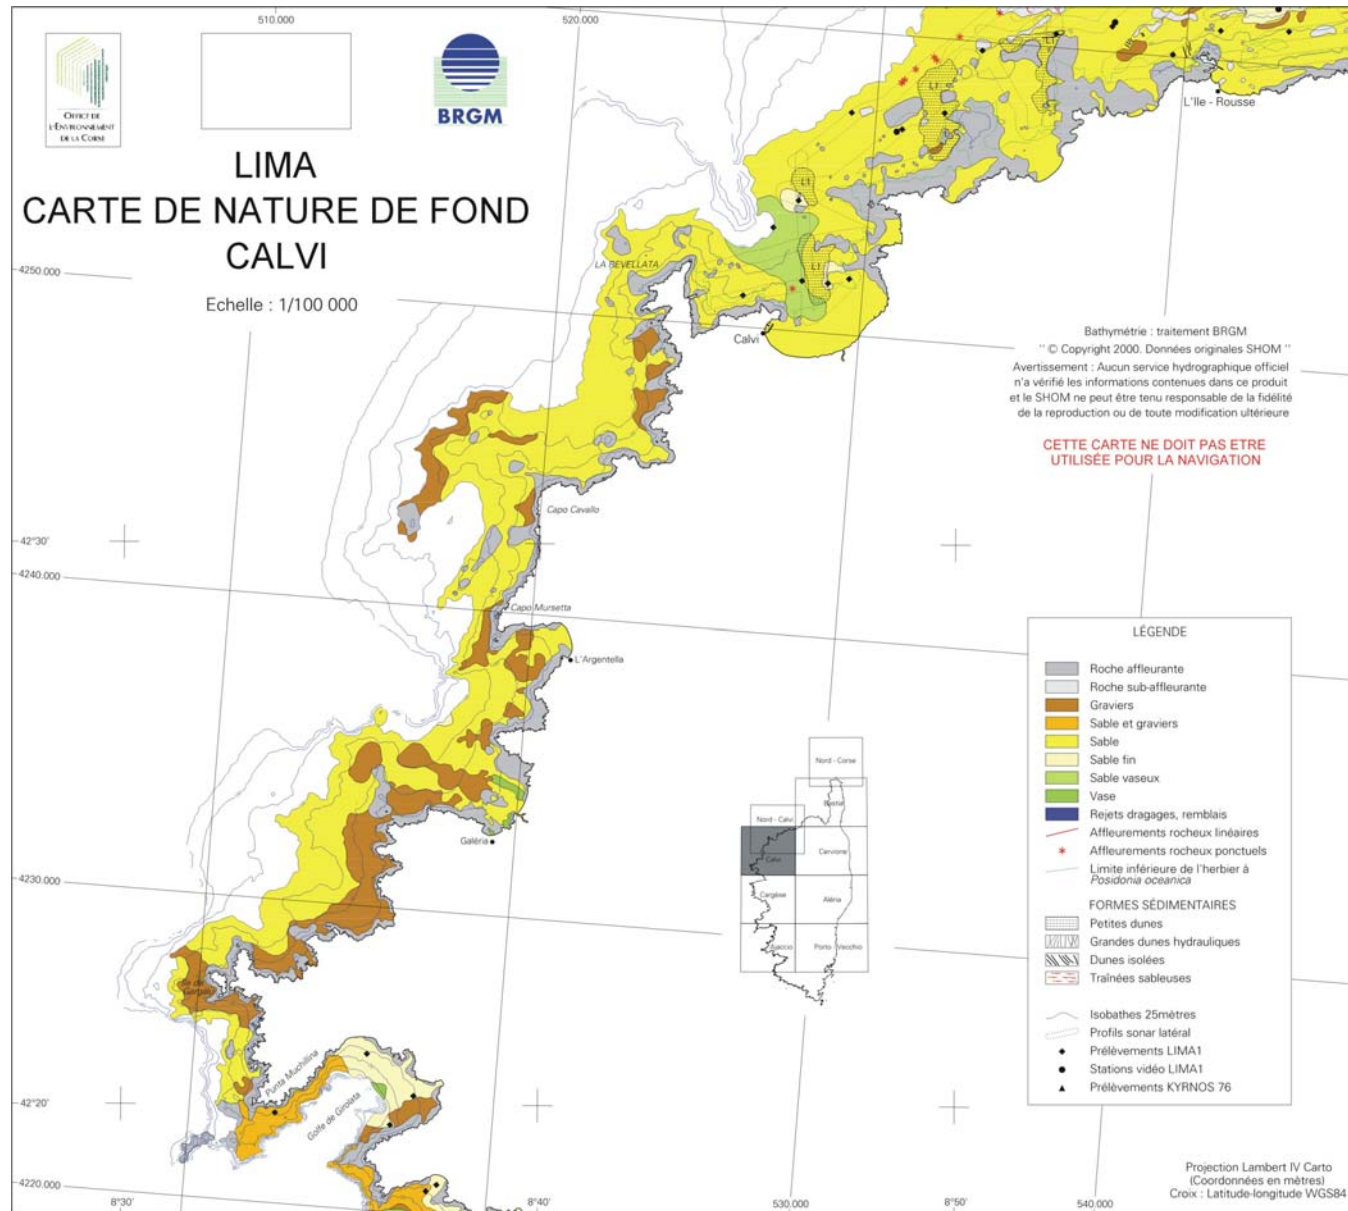 510.000
520.000
OFFICE DE
L'ENVIRONNEMENT
DE LA CORSE
BRGM
LIMA
CARTE DE NATURE DE FOND
CALVI
Echelle : 1/100 000
L1
L1
L'Ile - Rousse
L1
4250.000
LA REVELLATA
L1
Calvi
Bathymétrie : traitement BRGM
'' © Copyright 2000. Données originales SHOM ''
Avertissement : Aucun service hydrographique officiel
n'a vérifié les informations contenues dans ce produit
et le SHOM ne peut être tenu responsable de la fidélité
de la reproduction ou de toute modification ultérieure
CETTE CARTE NE DOIT PAS ETRE
UTILISÉE POUR LA NAVIGATION
Capo Cavallo
42°30'
4240.000
Capo Mursetta
L'Argentella
LÉGENDE
Roche affleurante
Roche sub-affleurante
Graviers
Sable et graviers
Sable
Sable fin
Sable vaseux
Vase
Rejets dragages, remblais
Affleurements rocheux linéaires
Affleurements rocheux ponctuels
Limite inférieure de l'herbier à
Posidonia oceanica
FORMES SÉDIMENTAIRES
Petites dunes
Grandes dunes hydrauliques
Dunes isolées
Traînées sableuses
Isobathes 25mètres
Profils sonar latéral
Prélèvements LIMA1
Stations vidéo LIMA1
Prélèvements KYRNOS 76
Nord - Corse
Bastia
Nord - Calvi
Calvi
Cervione
Cargèse
Aléria
Ajaccio
Porto Vecchio
Galéria
4230.000
Ile de
Punta Muchillina
Golfe de Girolata
42°20'
4220.000
8°30'
8°40'
530.000
8°50'
540.000
Projection Lambert IV Carto
(Coordonnées en mètres)
Croix : Latitude-longitude WGS84